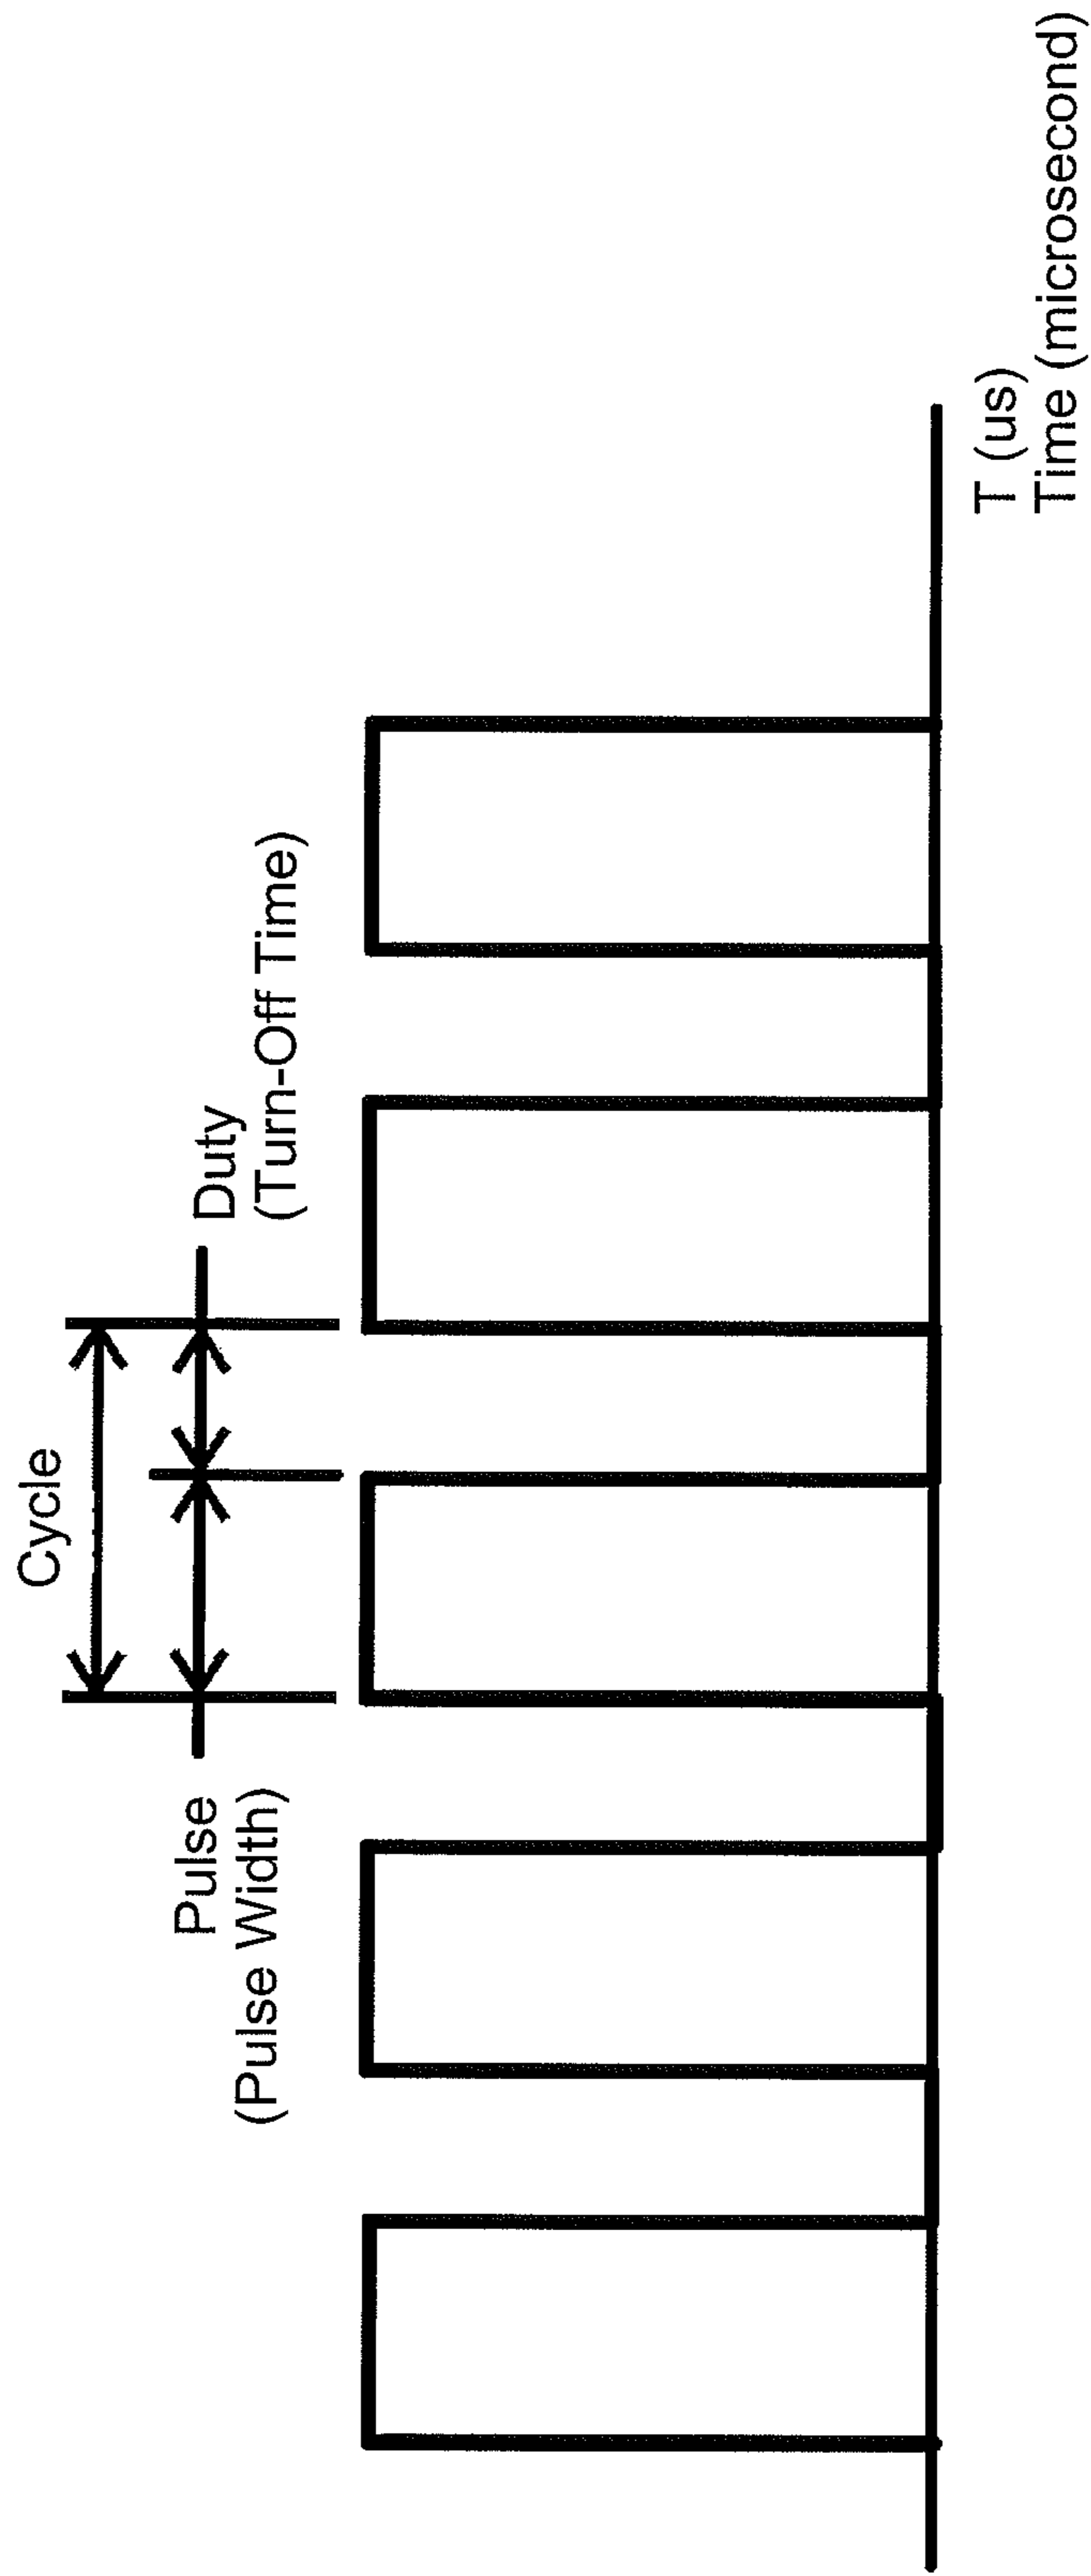 Cycle
Pulse
(Pulse Width)
Duty
(Turn-Off Time)
T (us)
Time (microsecond)